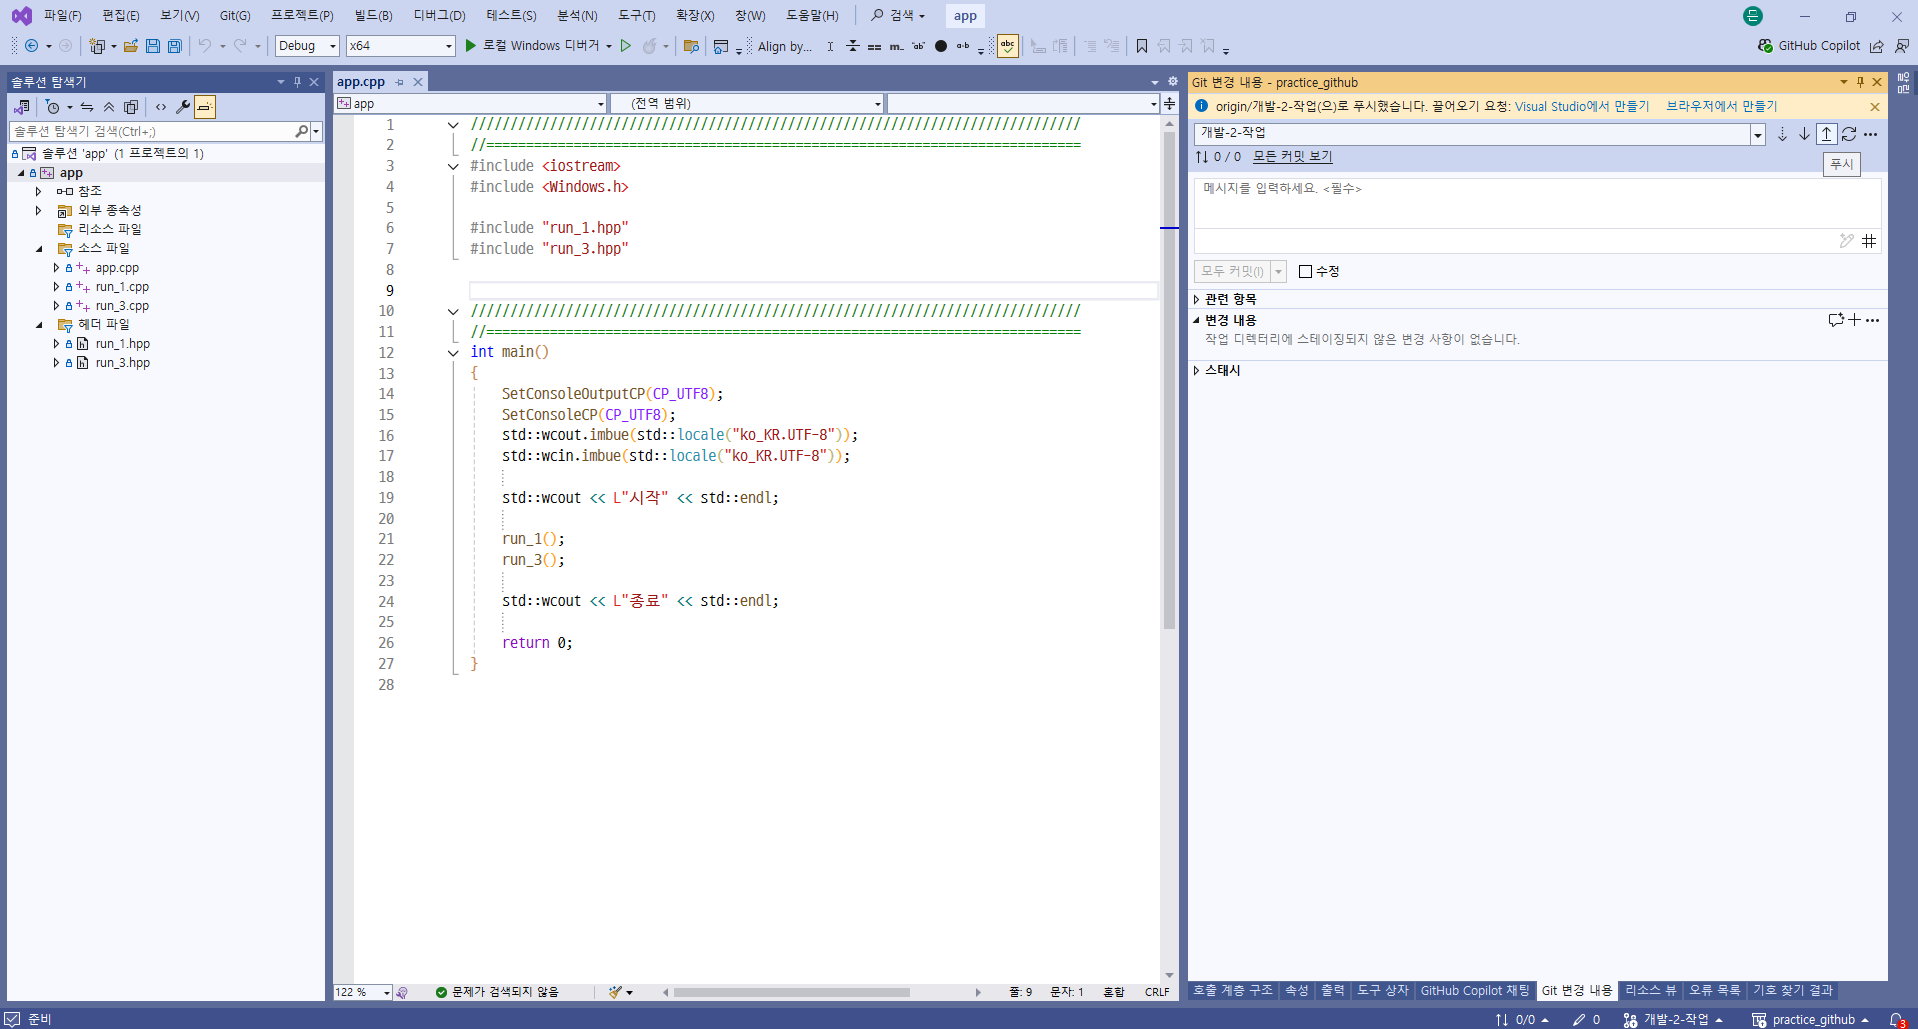 파일(F) 편집(E) 보기(V) Git(G) 프로젝트(P) 빌드(B) 디버그(D) 테스트(S) 분석(N) 도구(T) 확장(X) 창(W) 도움말(H) 검색 app
Debug x64 로컬 Windows 디버거 Align by... GitHub Copilot
솔루션 탐색기
솔루션 탐색기 검색(Ctrl+;)
솔루션 'app' (1 프로젝트의 1)
app
참조
외부 종속성
리소스 파일
소스 파일
app.cpp
run_1.cpp
run_3.cpp
헤더 파일
run_1.hpp
run_3.hpp
app.cpp
app (전역 범위)
1 ////////////////////////////////////////////////////////////////////////////
2 //===========================================================================
3 #include <iostream>
4 #include <Windows.h>
5
6 #include "run_1.hpp"
7 #include "run_3.hpp"
8
9
10 ////////////////////////////////////////////////////////////////////////////
11 //===========================================================================
12 int main()
13 {
14 SetConsoleOutputCP(CP_UTF8);
15 SetConsoleCP(CP_UTF8);
16 std::wcout.imbue(std::locale("ko_KR.UTF-8"));
17 std::wcin.imbue(std::locale("ko_KR.UTF-8"));
18
19 std::wcout << L"시작" << std::endl;
20
21 run_1();
22 run_3();
23
24 std::wcout << L"종료" << std::endl;
25
26 return 0;
27 }
28
122 % 문제가 검색되지 않음 줄: 9 문자: 1 혼합 CRLF
Git 변경 내용 - practice_github
origin/개발-2-작업(으)로 푸시했습니다. 끌어오기 요청: Visual Studio에서 만들기 브라우저에서 만들기
개발-2-작업
0 / 0 모든 커밋 보기
푸시
메시지를 입력하세요. <필수>
모두 커밋(I) 수정
관련 항목
변경 내용
작업 디렉터리에 스테이징되지 않은 변경 사항이 없습니다.
스태시
호출 계층 구조 속성 출력 도구 상자 GitHub Copilot 채팅 Git 변경 내용 리소스 뷰 오류 목록 기호 찾기 결과
알림
준비 0/0 0 개발-2-작업 practice_github 3